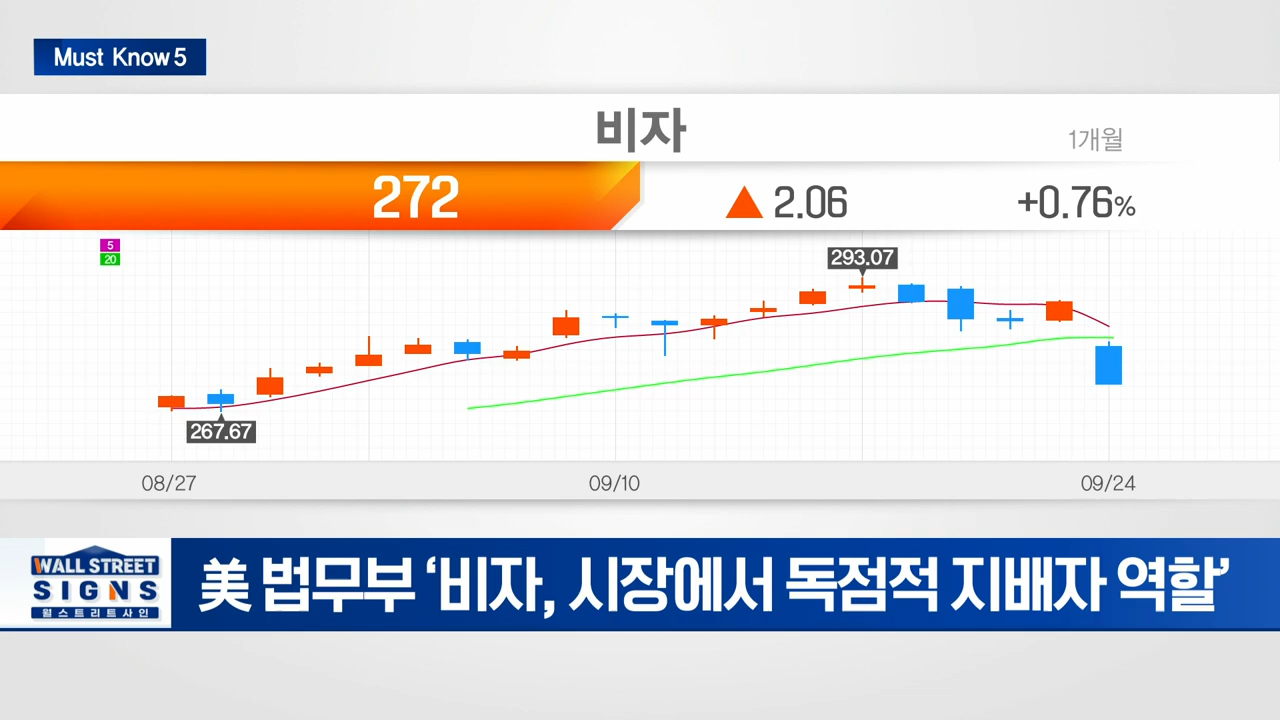 Must Know 5
비자
1개월
272
▲ 2.06
+0.76%
5
20
293.07
267.67
08/27
09/10
09/24
WALL STREET
SIGNS
월스트리트사인
美 법무부 ‘비자, 시장에서 독점적 지배자 역할’